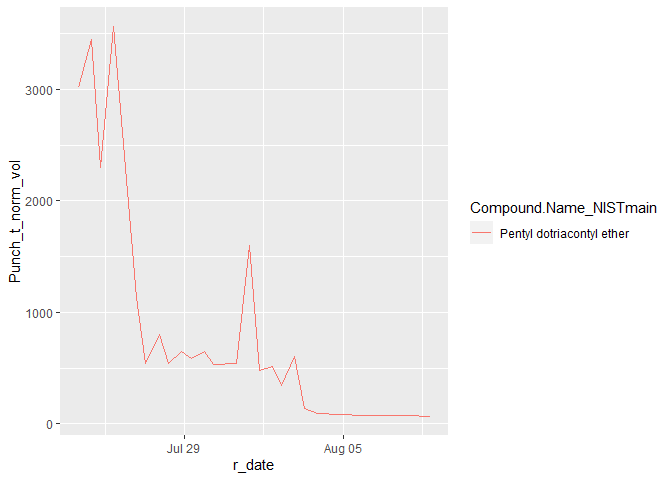 3000
2000
1000
0
Punch_t_norm_vol
Jul 29
Aug 05
r_date
Compound.Name_NISTmain
Pentyl dotriacontyl ether